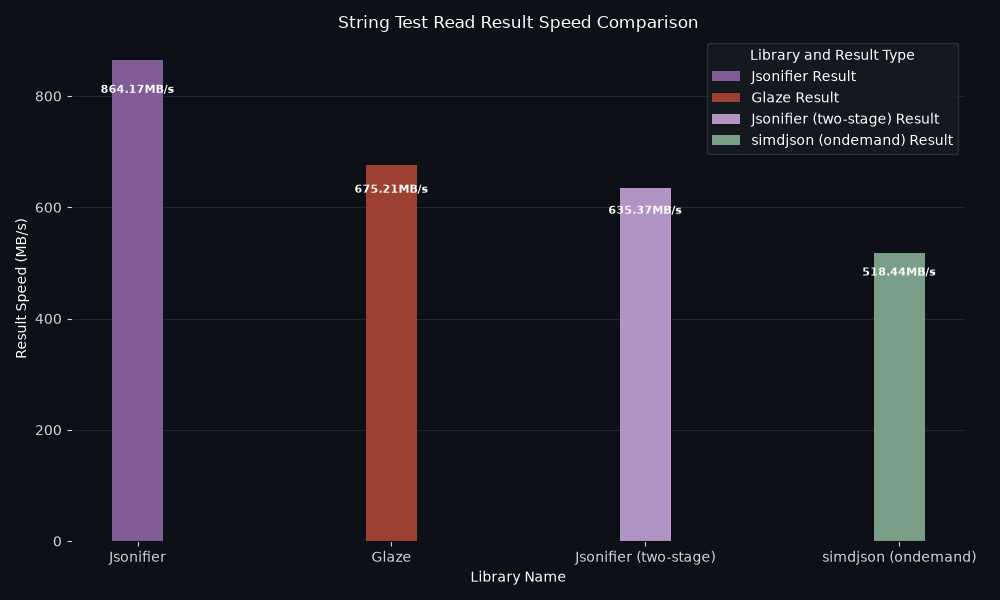 String Test Read Result Speed Comparison
Library and Result Type
Jsonifier Result
Glaze Result
Jsonifier (two-stage) Result
simdjson (ondemand) Result
864.17MB/s
675.21MB/s
635.37MB/s
518.44MB/s
Result Speed (MB/s)
800
600
400
200
0
Jsonifier
Glaze
Jsonifier (two-stage)
simdjson (ondemand)
Library Name